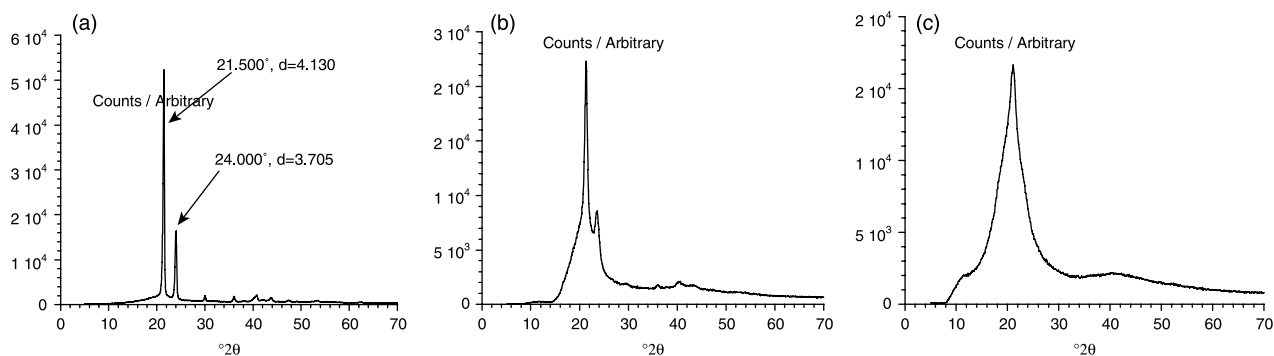 (a)
6 10⁴
5 10⁴
4 10⁴
3 10⁴
2 10⁴
1 10⁴
0
Counts / Arbitrary
21.500°, d=4.130
24.000°, d=3.705
0 10 20 30 40 50 60 70
°2θ
(b)
3 10⁴
2 10⁴
2 10⁴
1 10⁴
5 10³
0
Counts / Arbitrary
0 10 20 30 40 50 60 70
°2θ
(c)
2 10⁴
2 10⁴
1 10⁴
5 10³
0
Counts / Arbitrary
0 10 20 30 40 50 60 70
°2θ